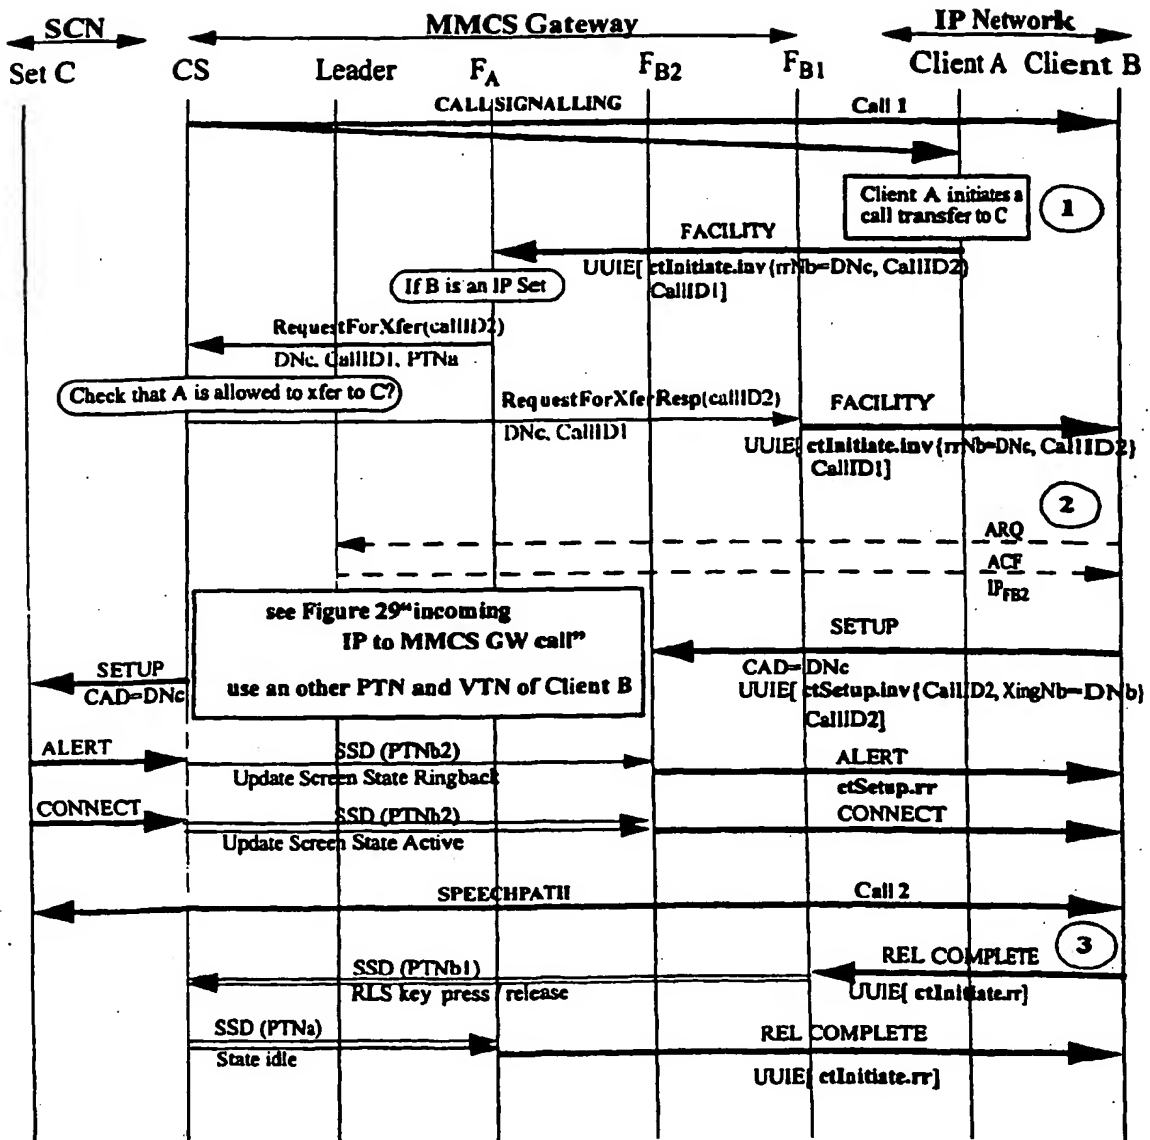 SCN
MMCS Gateway
IP Network
Set C
CS
Leader
FA
FB2
FB1
Client A
Client B
CALL SIGNALLING
Call 1
Client A initiates a
call transfer to C
1
FACILITY
UUIE[ ctInitiate.inv{rrNb=DNc, CallID2}
CallID1]
If B is an IP Set
RequestForXfer(callID2)
DNc, CallID1, PTNa
Check that A is allowed to xfer to C?
RequestForXferResp(callID2)
DNc, CallID1
FACILITY
UUIE[ ctInitiate.inv{rrNb=DNc, CallID2}
CallID1]
2
ARQ
ACF
IPFB2
see Figure 29“incoming
IP to MMCS GW call”
use an other PTN and VTN of Client B
SETUP
CAD=DNc
UUIE[ ctSetup.inv{CallID2, XingNb=DNb}
CallID2]
SETUP
CAD=DNc
ALERT
SSD (PTNb2)
Update Screen State Ringback
ALERT
ctSetup.rr
CONNECT
SSD (PTNb2)
Update Screen State Active
CONNECT
SPEECHPATH
Call 2
3
REL COMPLETE
UUIE[ ctInitiate.rr]
SSD (PTNb1)
RLS key press / release
SSD (PTNa)
State idle
REL COMPLETE
UUIE[ ctInitiate.rr]